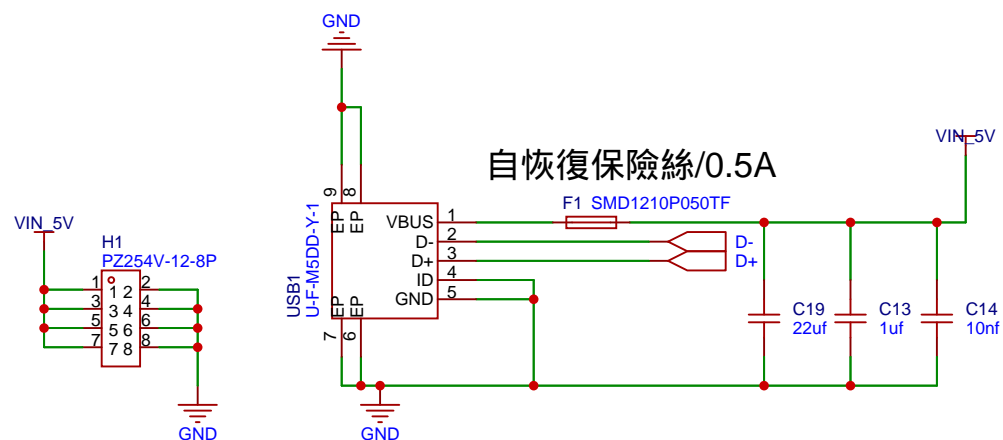 GND
自恢復保險絲/0.5A
VIN_5V
F1 SMD1210P050TF
9
8
EP
EP
VBUS
1
D-
2
D-
D+
3
D+
ID
4
GND
5
EP
EP
7
6
USB1
U-F-M5DD-Y-1
VIN_5V
H1
PZ254V-12-8P
1
1 2
2
3
3 4
4
5
5 6
6
7
7 8
8
GND
GND
C19
22uf
C13
1uf
C14
10nf